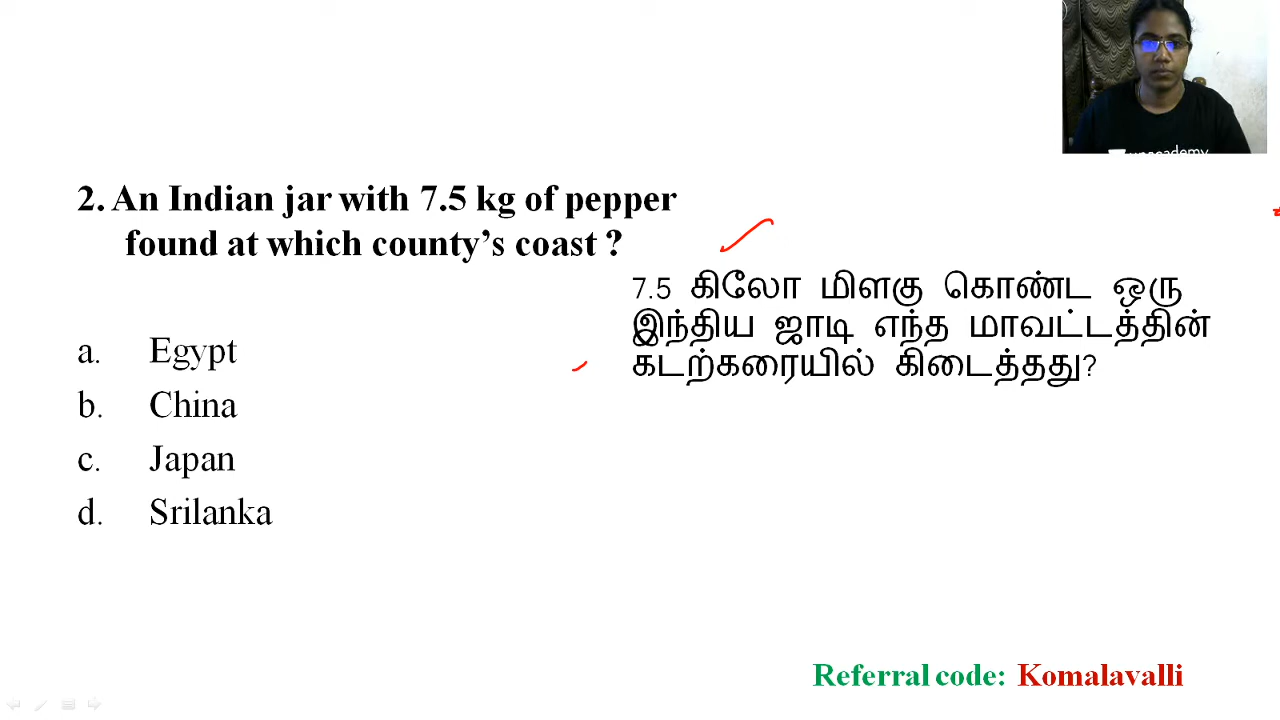 2. An Indian jar with 7.5 kg of pepper
found at which county's coast ?
7.5 கிலோ மிளகு கொண்ட ஒரு
இந்திய ஜாடி எந்த மாவட்டத்தின்
கடற்கரையில் கிடைத்தது?
a. Egypt
b. China
c. Japan
d. Srilanka
Referral code: Komalavalli